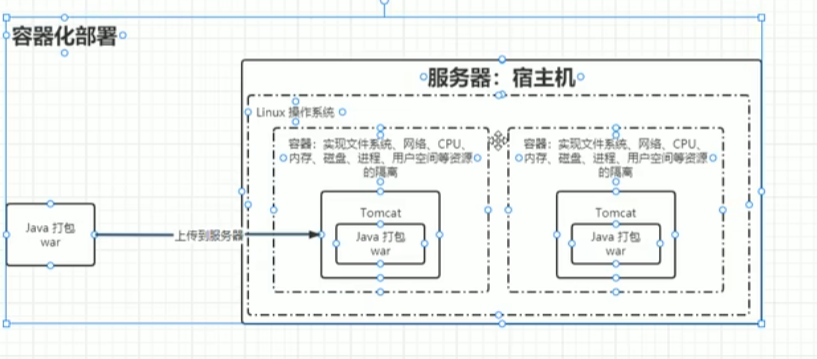 容器化部署
服务器：宿主机
Linux 操作系统
容器：实现文件系统、网络、CPU、
内存、磁盘、进程、用户空间等资源
的隔离
容器：实现文件系统、网络、CPU、
内存、磁盘、进程、用户空间等资源
的隔离
Tomcat
Tomcat
Java 打包
war
上传到服务器
Java 打包
war
Java 打包
war